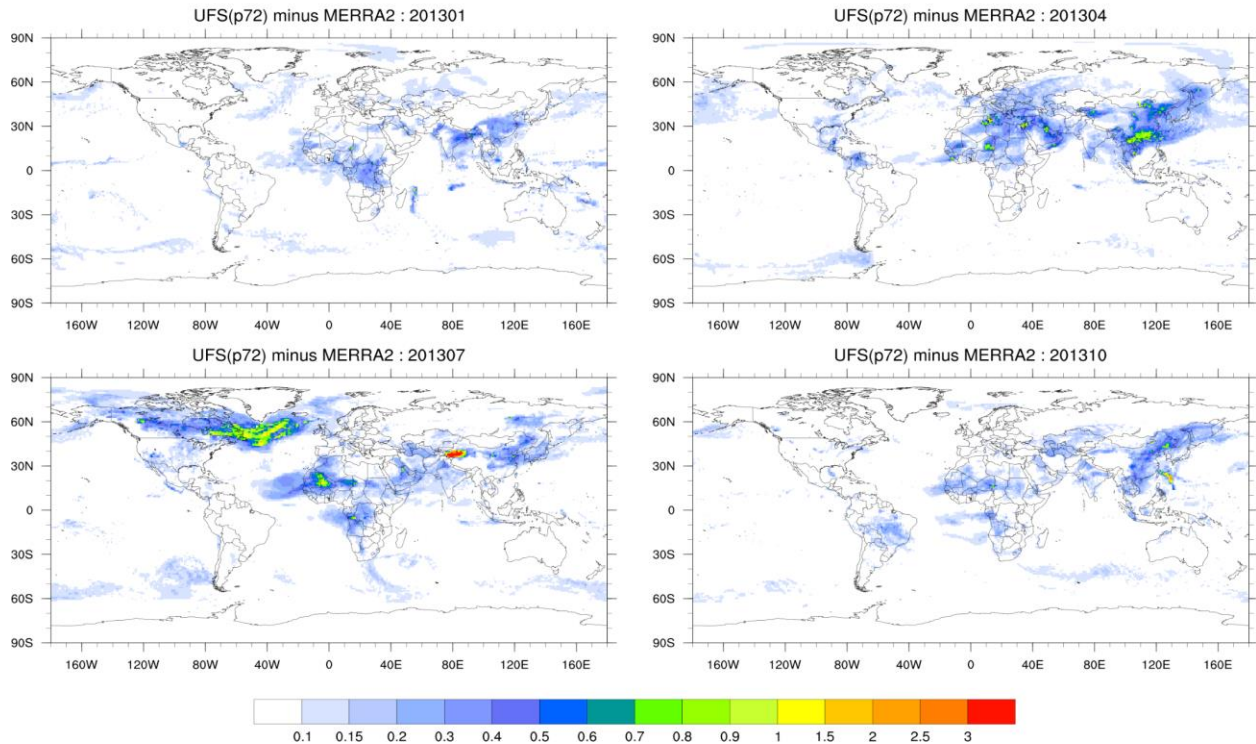 UFS(p72) minus MERRA2 : 201301
90N
60N
30N
0
30S
60S
90S
160W 120W 80W 40W 0 40E 80E 120E 160E
UFS(p72) minus MERRA2 : 201304
90N
60N
30N
0
30S
60S
90S
160W 120W 80W 40W 0 40E 80E 120E 160E
UFS(p72) minus MERRA2 : 201307
90N
60N
30N
0
30S
60S
90S
160W 120W 80W 40W 0 40E 80E 120E 160E
UFS(p72) minus MERRA2 : 201310
90N
60N
30N
0
30S
60S
90S
160W 120W 80W 40W 0 40E 80E 120E 160E
0.1 0.15 0.2 0.3 0.4 0.5 0.6 0.7 0.8 0.9 1 1.5 2 2.5 3